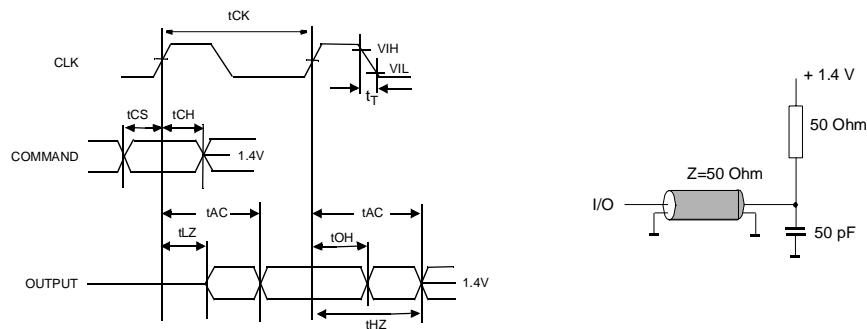 tCK
CLK
VIH
VIL
tT
tCS
tCH
COMMAND
1.4V
tAC
tAC
tLZ
tOH
OUTPUT
1.4V
tHZ
+ 1.4 V
50 Ohm
Z=50 Ohm
I/O
50 pF